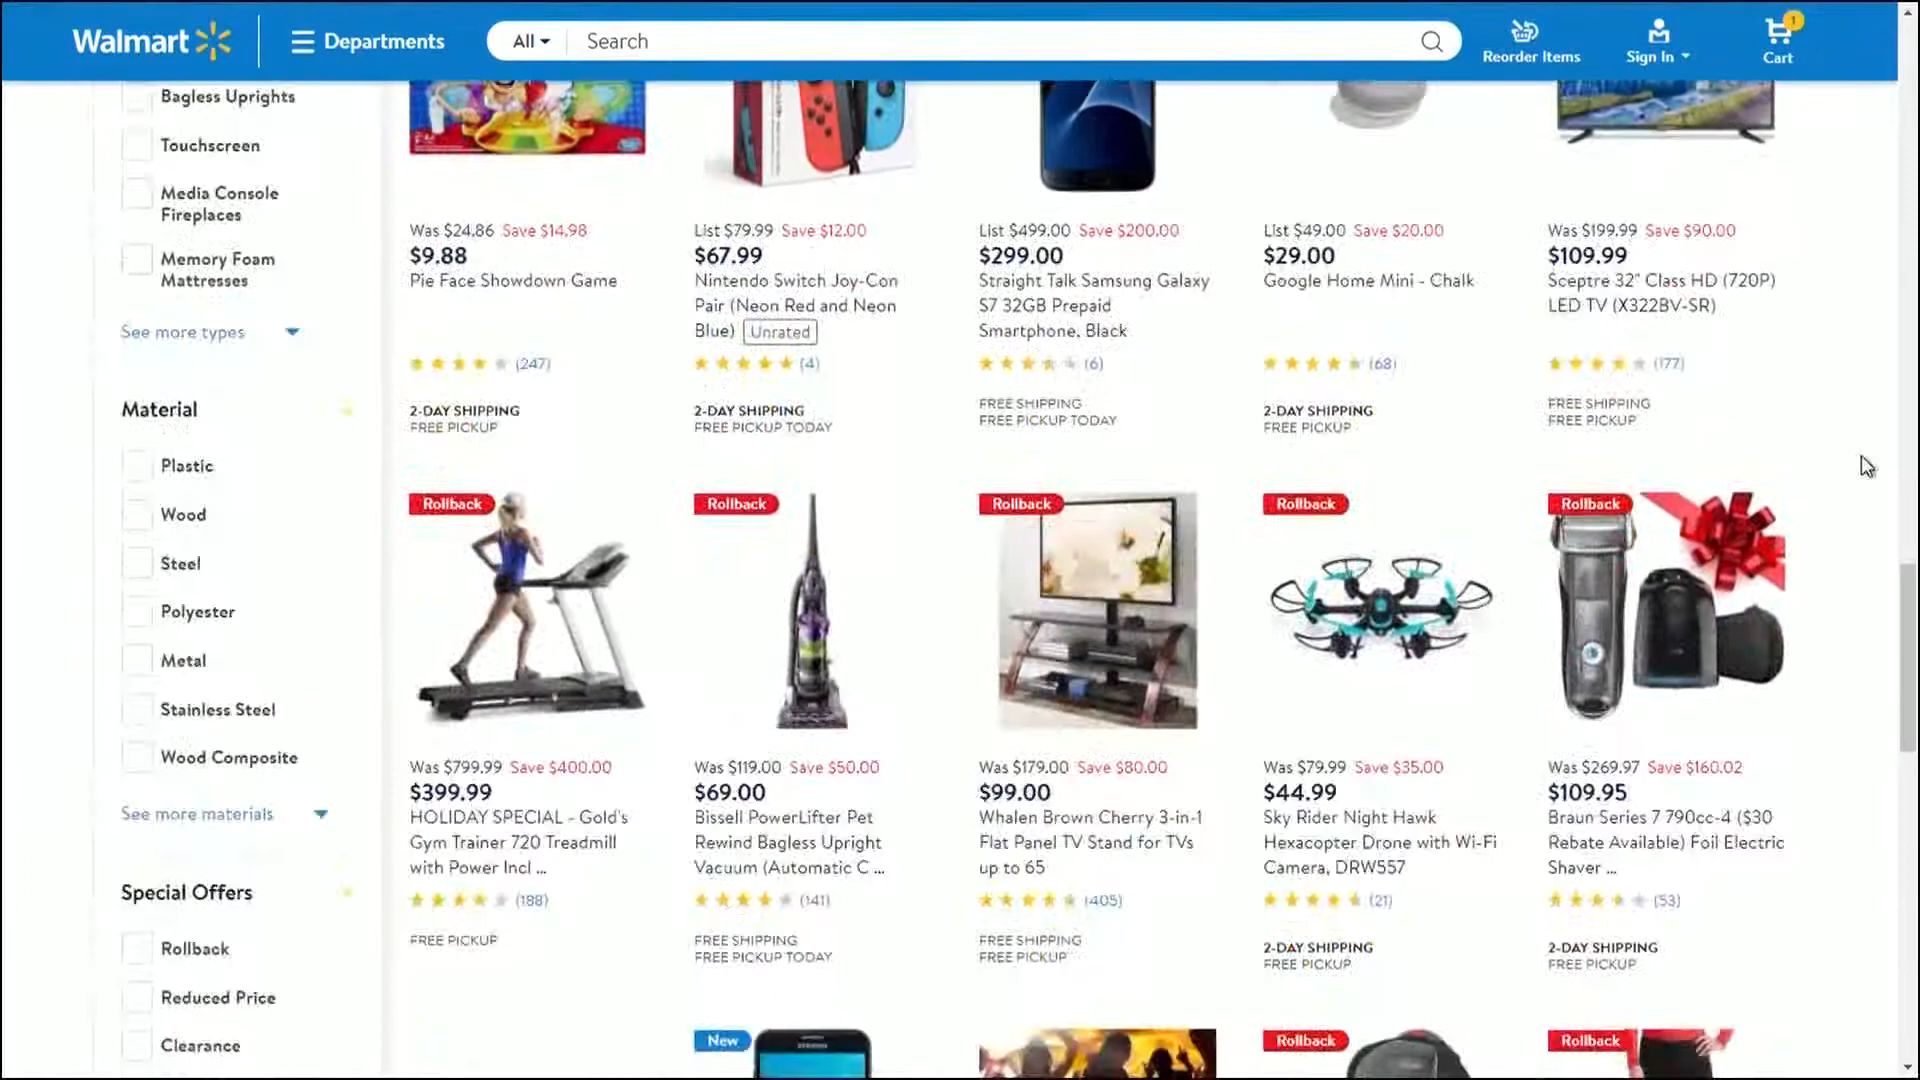 Walmart
Departments
All
Search
Reorder Items
Sign In
1
Cart
Bagless Uprights
Touchscreen
Media Console
Fireplaces
Memory Foam
Mattresses
See more types
Material
Plastic
Wood
Steel
Polyester
Metal
Stainless Steel
Wood Composite
See more materials
Special Offers
Rollback
Reduced Price
Clearance
Was $24.86 Save $14.98
$9.88
Pie Face Showdown Game
(247)
2-DAY SHIPPING
FREE PICKUP
List $79.99 Save $12.00
$67.99
Nintendo Switch Joy-Con
Pair (Neon Red and Neon
Blue) Unrated
(4)
2-DAY SHIPPING
FREE PICKUP TODAY
List $499.00 Save $200.00
$299.00
Straight Talk Samsung Galaxy
S7 32GB Prepaid
Smartphone, Black
(6)
FREE SHIPPING
FREE PICKUP TODAY
List $49.00 Save $20.00
$29.00
Google Home Mini - Chalk
(68)
2-DAY SHIPPING
FREE PICKUP
Was $199.99 Save $90.00
$109.99
Sceptre 32" Class HD (720P)
LED TV (X322BV-SR)
(177)
FREE SHIPPING
FREE PICKUP
Rollback
Was $799.99 Save $400.00
$399.99
HOLIDAY SPECIAL - Gold's
Gym Trainer 720 Treadmill
with Power Incl ...
(188)
FREE PICKUP
Rollback
Was $119.00 Save $50.00
$69.00
Bissell PowerLifter Pet
Rewind Bagless Upright
Vacuum (Automatic C ...
(141)
FREE SHIPPING
FREE PICKUP TODAY
Rollback
Was $179.00 Save $80.00
$99.00
Whalen Brown Cherry 3-in-1
Flat Panel TV Stand for TVs
up to 65
(405)
FREE SHIPPING
FREE PICKUP
Rollback
Was $79.99 Save $35.00
$44.99
Sky Rider Night Hawk
Hexacopter Drone with Wi-Fi
Camera, DRW557
(21)
2-DAY SHIPPING
FREE PICKUP
Rollback
Was $269.97 Save $160.02
$109.95
Braun Series 7 790cc-4 ($30
Rebate Available) Foil Electric
Shaver ...
(53)
2-DAY SHIPPING
FREE PICKUP
New
SAMSUNG
Rollback
Rollback